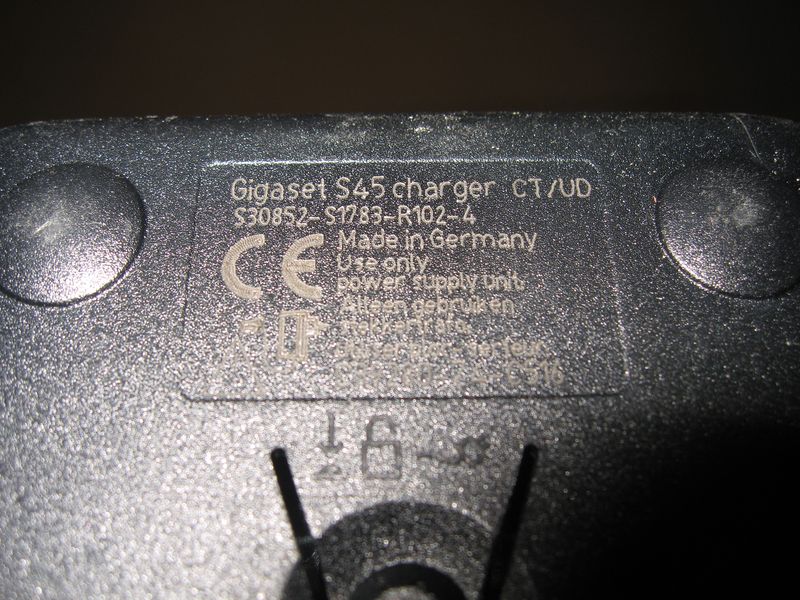 Gigaset S45 charger CT/UD
S30852-S1783-R102-4
CE Made in Germany
Use only
power supply unit.
Alleen gebruiken